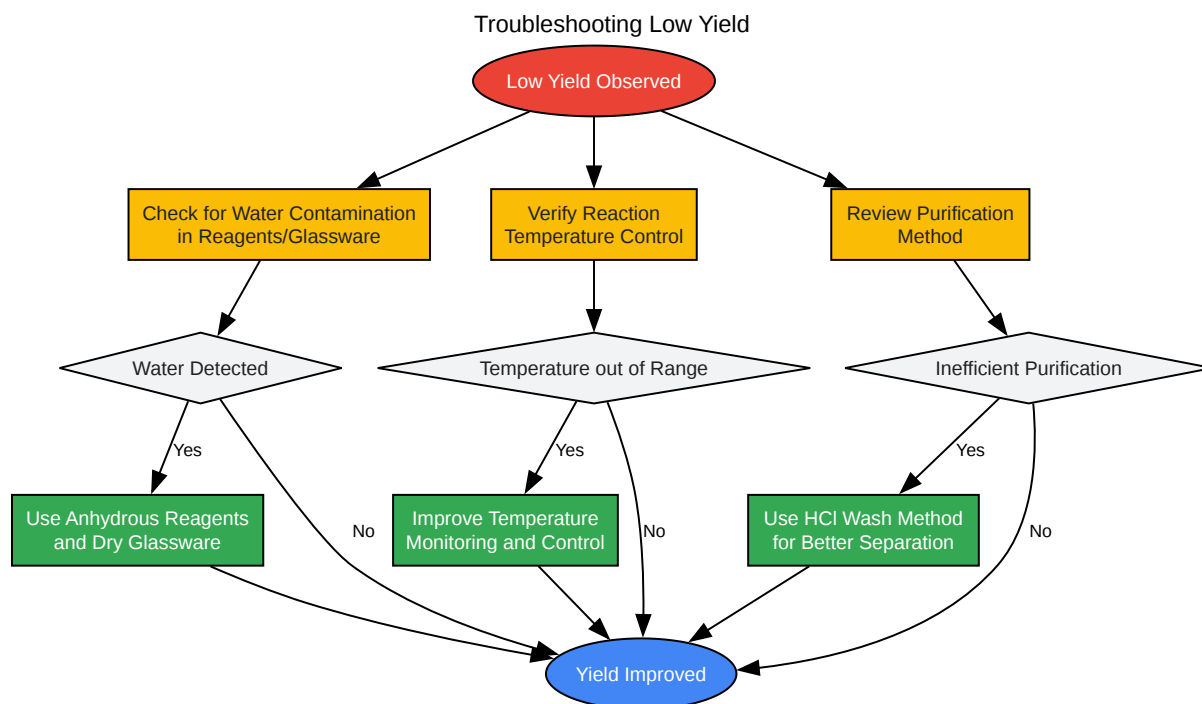 Troubleshooting Low Yield
Low Yield Observed
Check for Water Contamination
in Reagents/Glassware
Verify Reaction
Temperature Control
Review Purification
Method
Water Detected
Temperature out of Range
Inefficient Purification
Yes
Yes
Yes
Use Anhydrous Reagents
and Dry Glassware
No
Improve Temperature
Monitoring and Control
No
Use HCl Wash Method
for Better Separation
No
Yield Improved